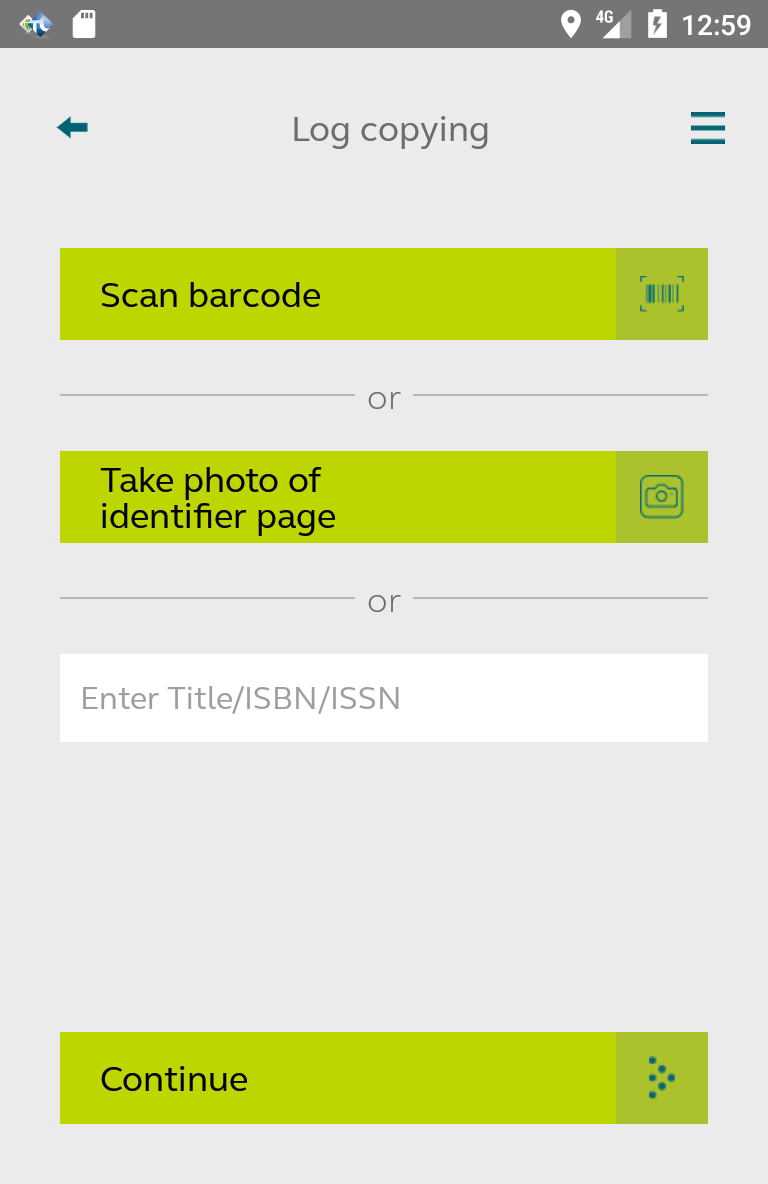 4G 12:59
Log copying
Scan barcode
or
Take photo of
identifier page
or
Enter Title/ISBN/ISSN
Continue